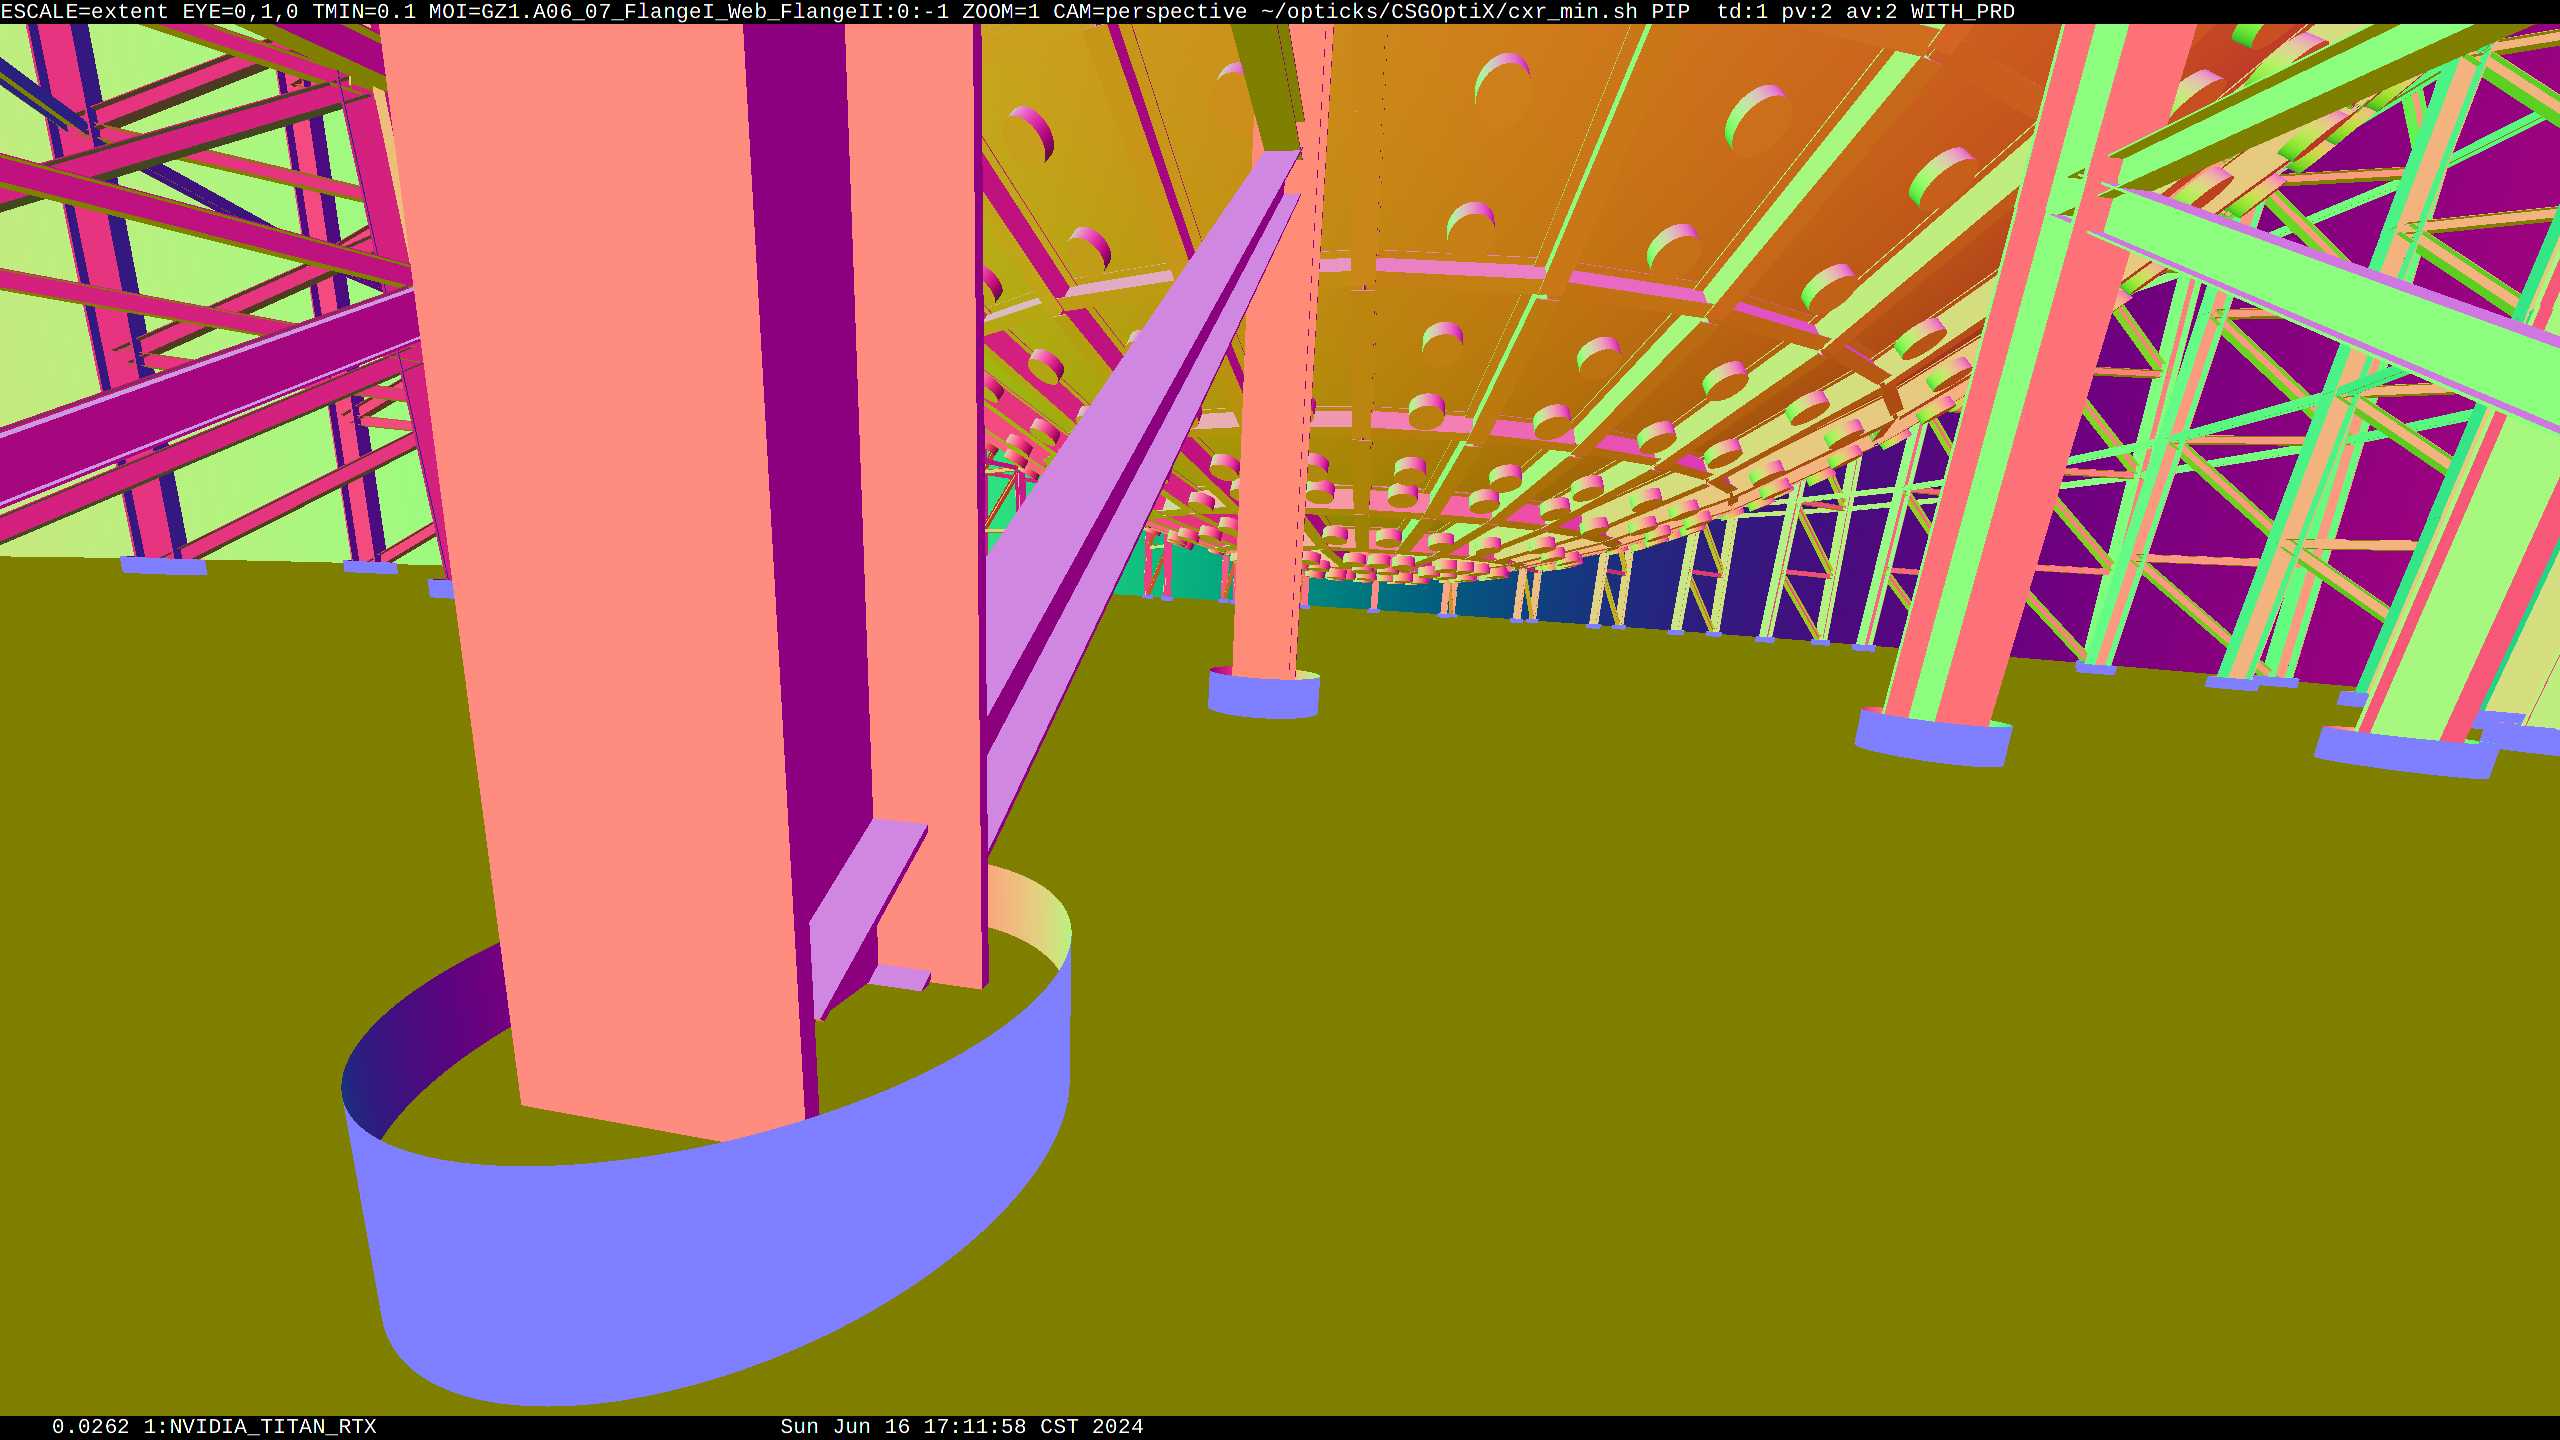 ESCALE=extent EYE=0,1,0 TMIN=0.1 MOI=GZ1.A06_07_FlangeI_Web_FlangeII:0:-1 ZOOM=1 CAM=perspective ~/opticks/CSGOptiX/cxr_min.sh PIP  td:1 pv:2 av:2 WITH_PRD
0.0262 1:NVIDIA_TITAN_RTX Sun Jun 16 17:11:58 CST 2024